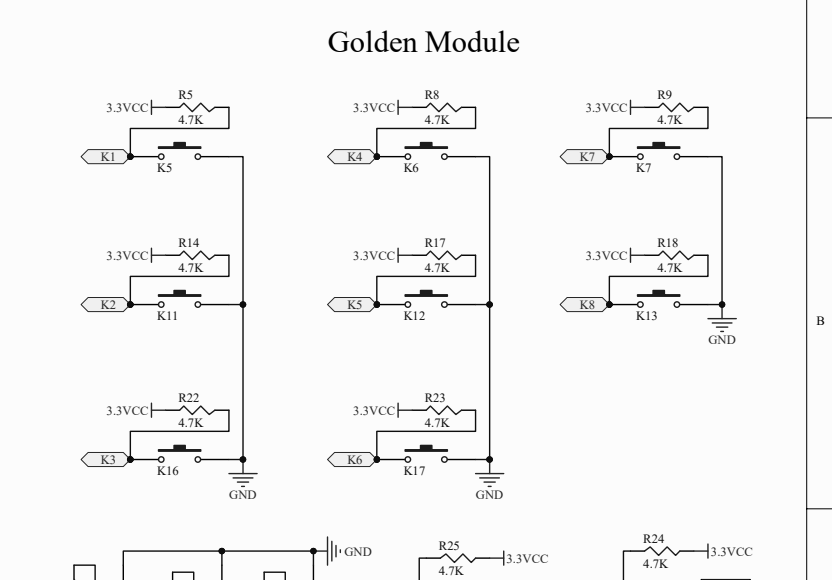 Golden Module
R5
3.3VCC
4.7K
K1
K5
R8
3.3VCC
4.7K
K4
K6
R9
3.3VCC
4.7K
K7
K7
R14
3.3VCC
4.7K
K2
K11
R17
3.3VCC
4.7K
K5
K12
R18
3.3VCC
4.7K
K8
K13
GND
B
R22
3.3VCC
4.7K
K3
K16
GND
R23
3.3VCC
4.7K
K6
K17
GND
GND
R25
3.3VCC
4.7K
R24
3.3VCC
4.7K